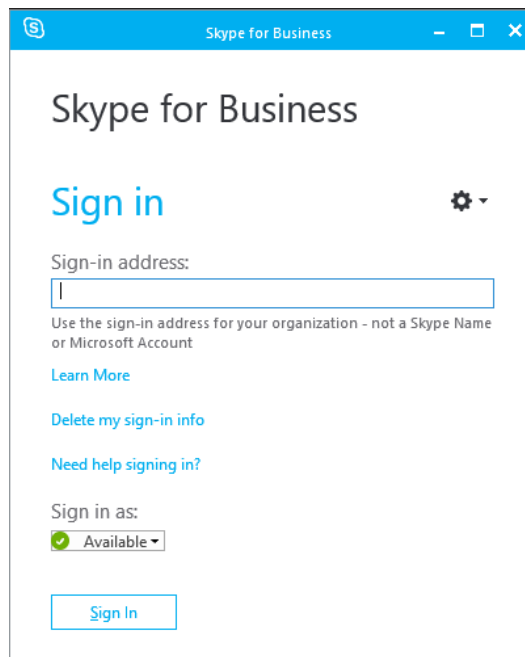 Skype for Business
Skype for Business
Sign in
Sign-in address:
Use the sign-in address for your organization - not a Skype Name
or Microsoft Account
Learn More
Delete my sign-in info
Need help signing in?
Sign in as:
Available
Sign In